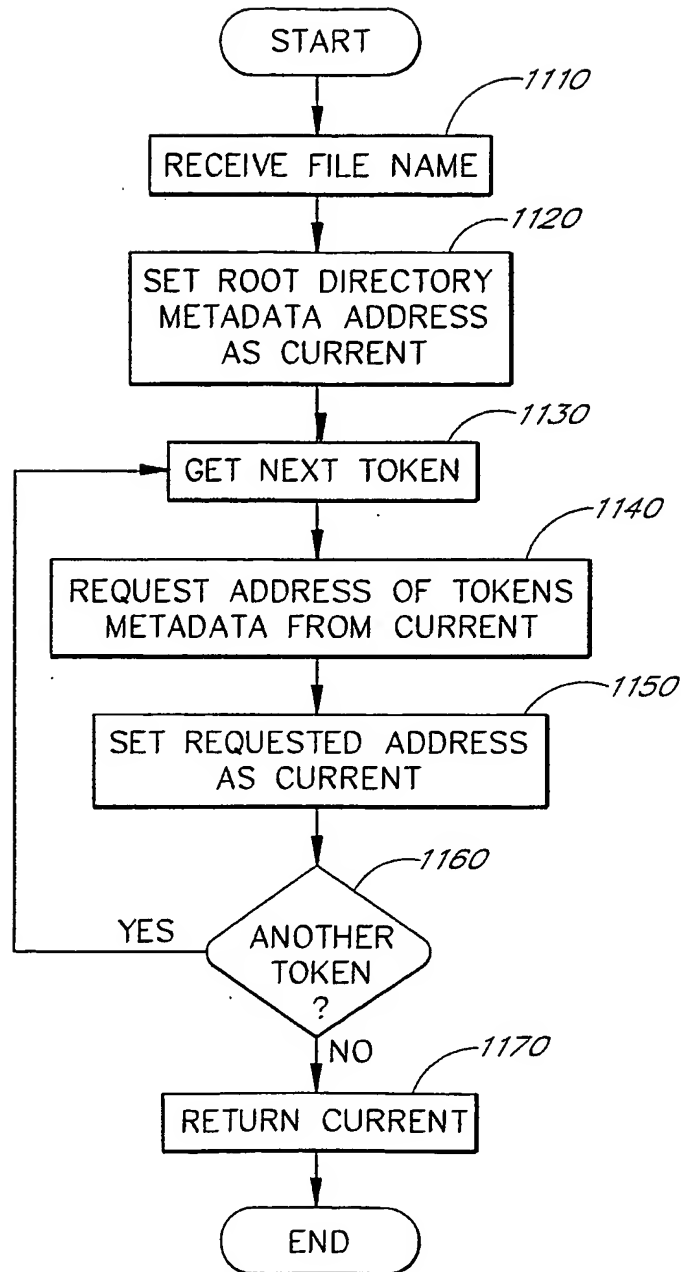 START
1110
RECEIVE FILE NAME
1120
SET ROOT DIRECTORY
METADATA ADDRESS
AS CURRENT
1130
GET NEXT TOKEN
1140
REQUEST ADDRESS OF TOKENS
METADATA FROM CURRENT
1150
SET REQUESTED ADDRESS
AS CURRENT
1160
YES
ANOTHER
TOKEN
?
NO
1170
RETURN CURRENT
END